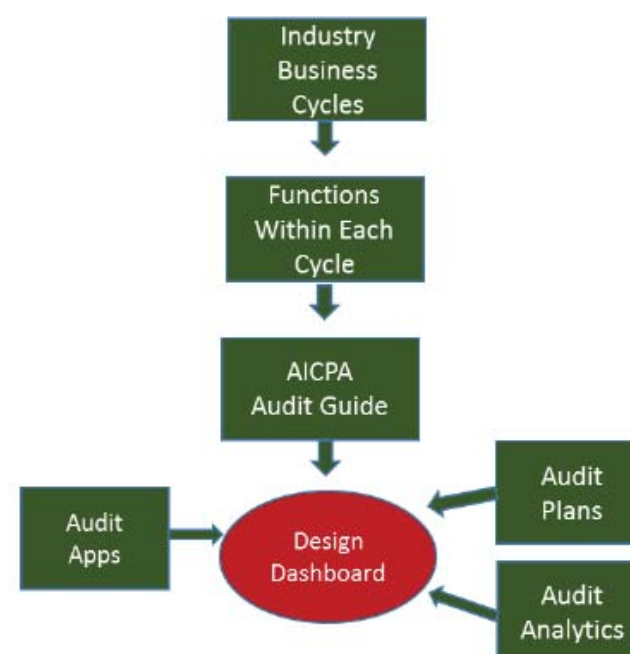 Industry
Business
Cycles
Functions
Within Each
Cycle
AICPA
Audit Guide
Audit
Apps
Design
Dashboard
Audit
Plans
Audit
Analytics